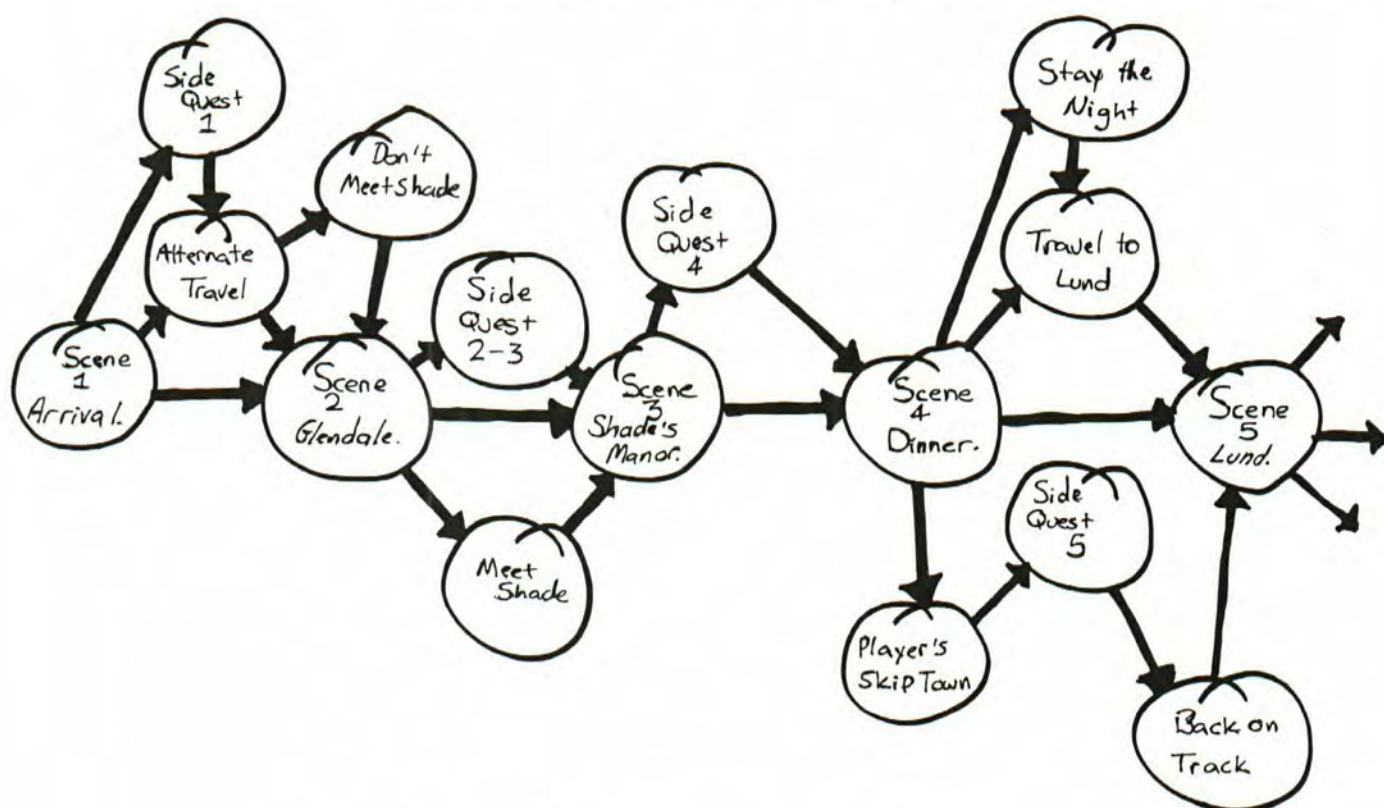 Side
Quest
1
Don't
Meet Shade
Alternate
Travel
Scene
1
Arrival.
Scene
2
Glendale.
Side
Quest
2-3
Meet
Shade
Scene
3
Shade's
Manor.
Side
Quest
4
Scene
4
Dinner.
Stay the
Night
Travel to
Lund
Scene
5
Lund.
Side
Quest
5
Player's
Skip Town
Back on
Track